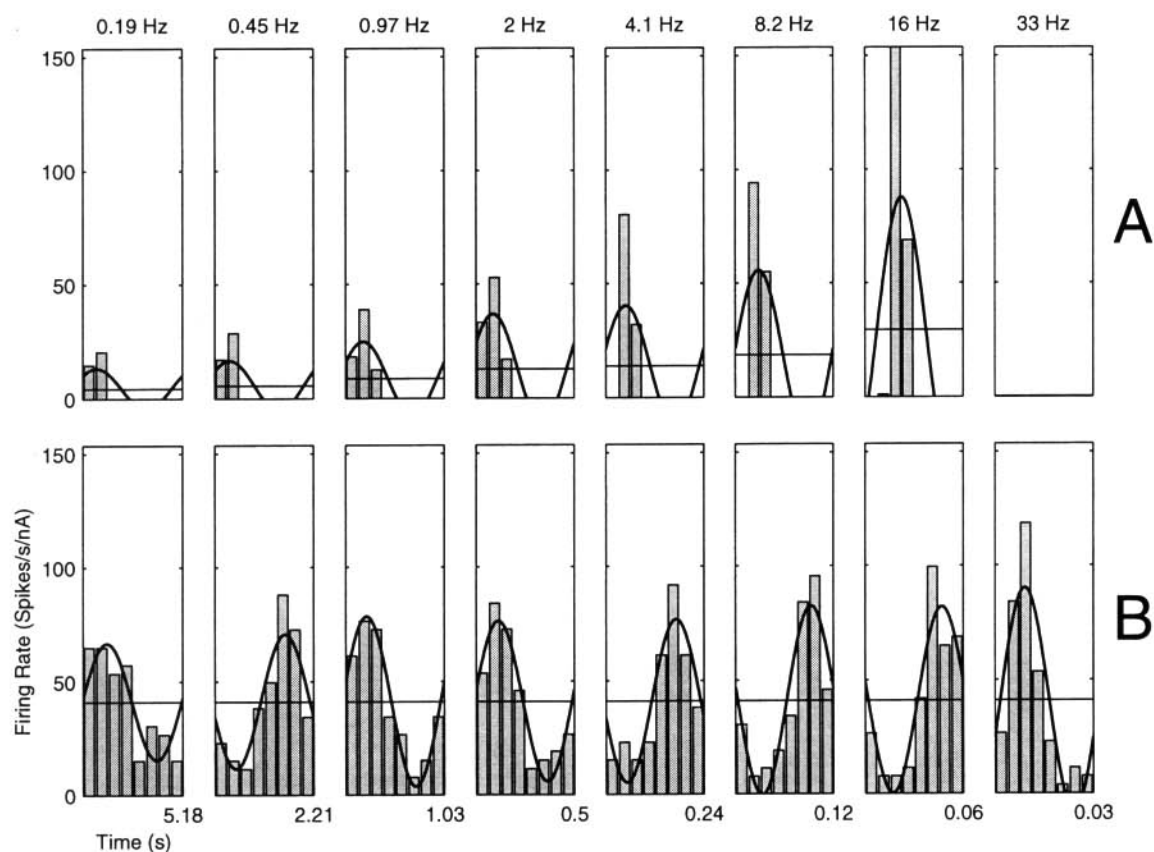 0.19 Hz 0.45 Hz 0.97 Hz 2 Hz 4.1 Hz 8.2 Hz 16 Hz 33 Hz
150
100
50
0
A
150
100
50
0
Firing Rate (Spikes/s/nA)
B
5.18 2.21 1.03 0.5 0.24 0.12 0.06 0.03
Time (s)